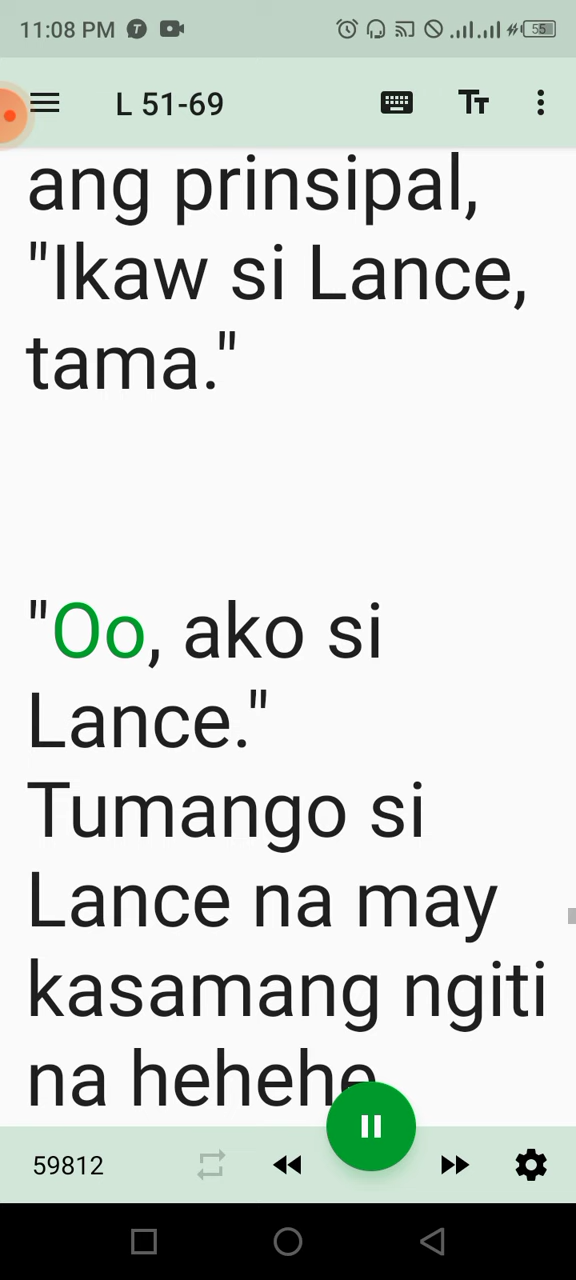 11:08 PM
55
L 51-69
ang prinsipal,
"Ikaw si Lance,
tama."
"Oo, ako si
Lance."
Tumango si
Lance na may
kasamang ngiti
na hehehe
59812